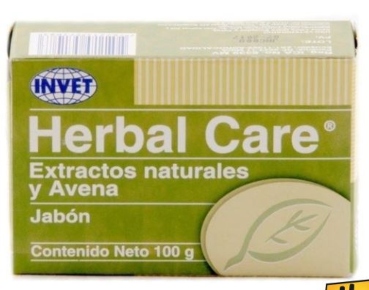 INVET
Herbal Care®
Extractos naturales
y Avena
Jabón
Contenido Neto 100 g